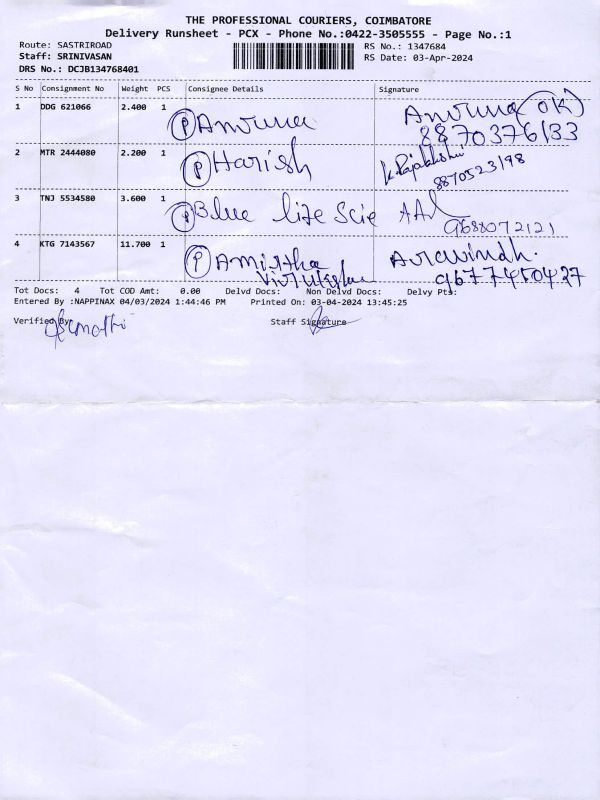 THE PROFESSIONAL COURIERS, COIMBATORE
Delivery Runsheet - PCX - Phone No.:0422-3505555 - Page No.:1
Route: SASTRIROAD RS No.: 1347684
Staff: SRINIVASAN RS Date: 03-Apr-2024
DRS No.: DCJB134768401
S No Consignment No Weight PCS Consignee Details Signature
1 DDG 621066 2.400 1 (P) Amruna Amruna (OK)
8870376133
2 MTR 2444080 2.200 1 (P) Harish K. Rajalakshmi
8870523198
3 TNJ 5534580 3.600 1 (P) Blue life Scie
9688072121
4 KTG 7143567 11.700 1 (P) Amirtha Aravindh.
9677450427
Tot Docs: 4 Tot COD Amt: 0.00 Delvd Docs: Non Delvd Docs: Delvy Pts:
Entered By :NAPPINAX 04/03/2024 1:44:46 PM Printed On: 03-04-2024 13:45:25
Verified By Staff Signature